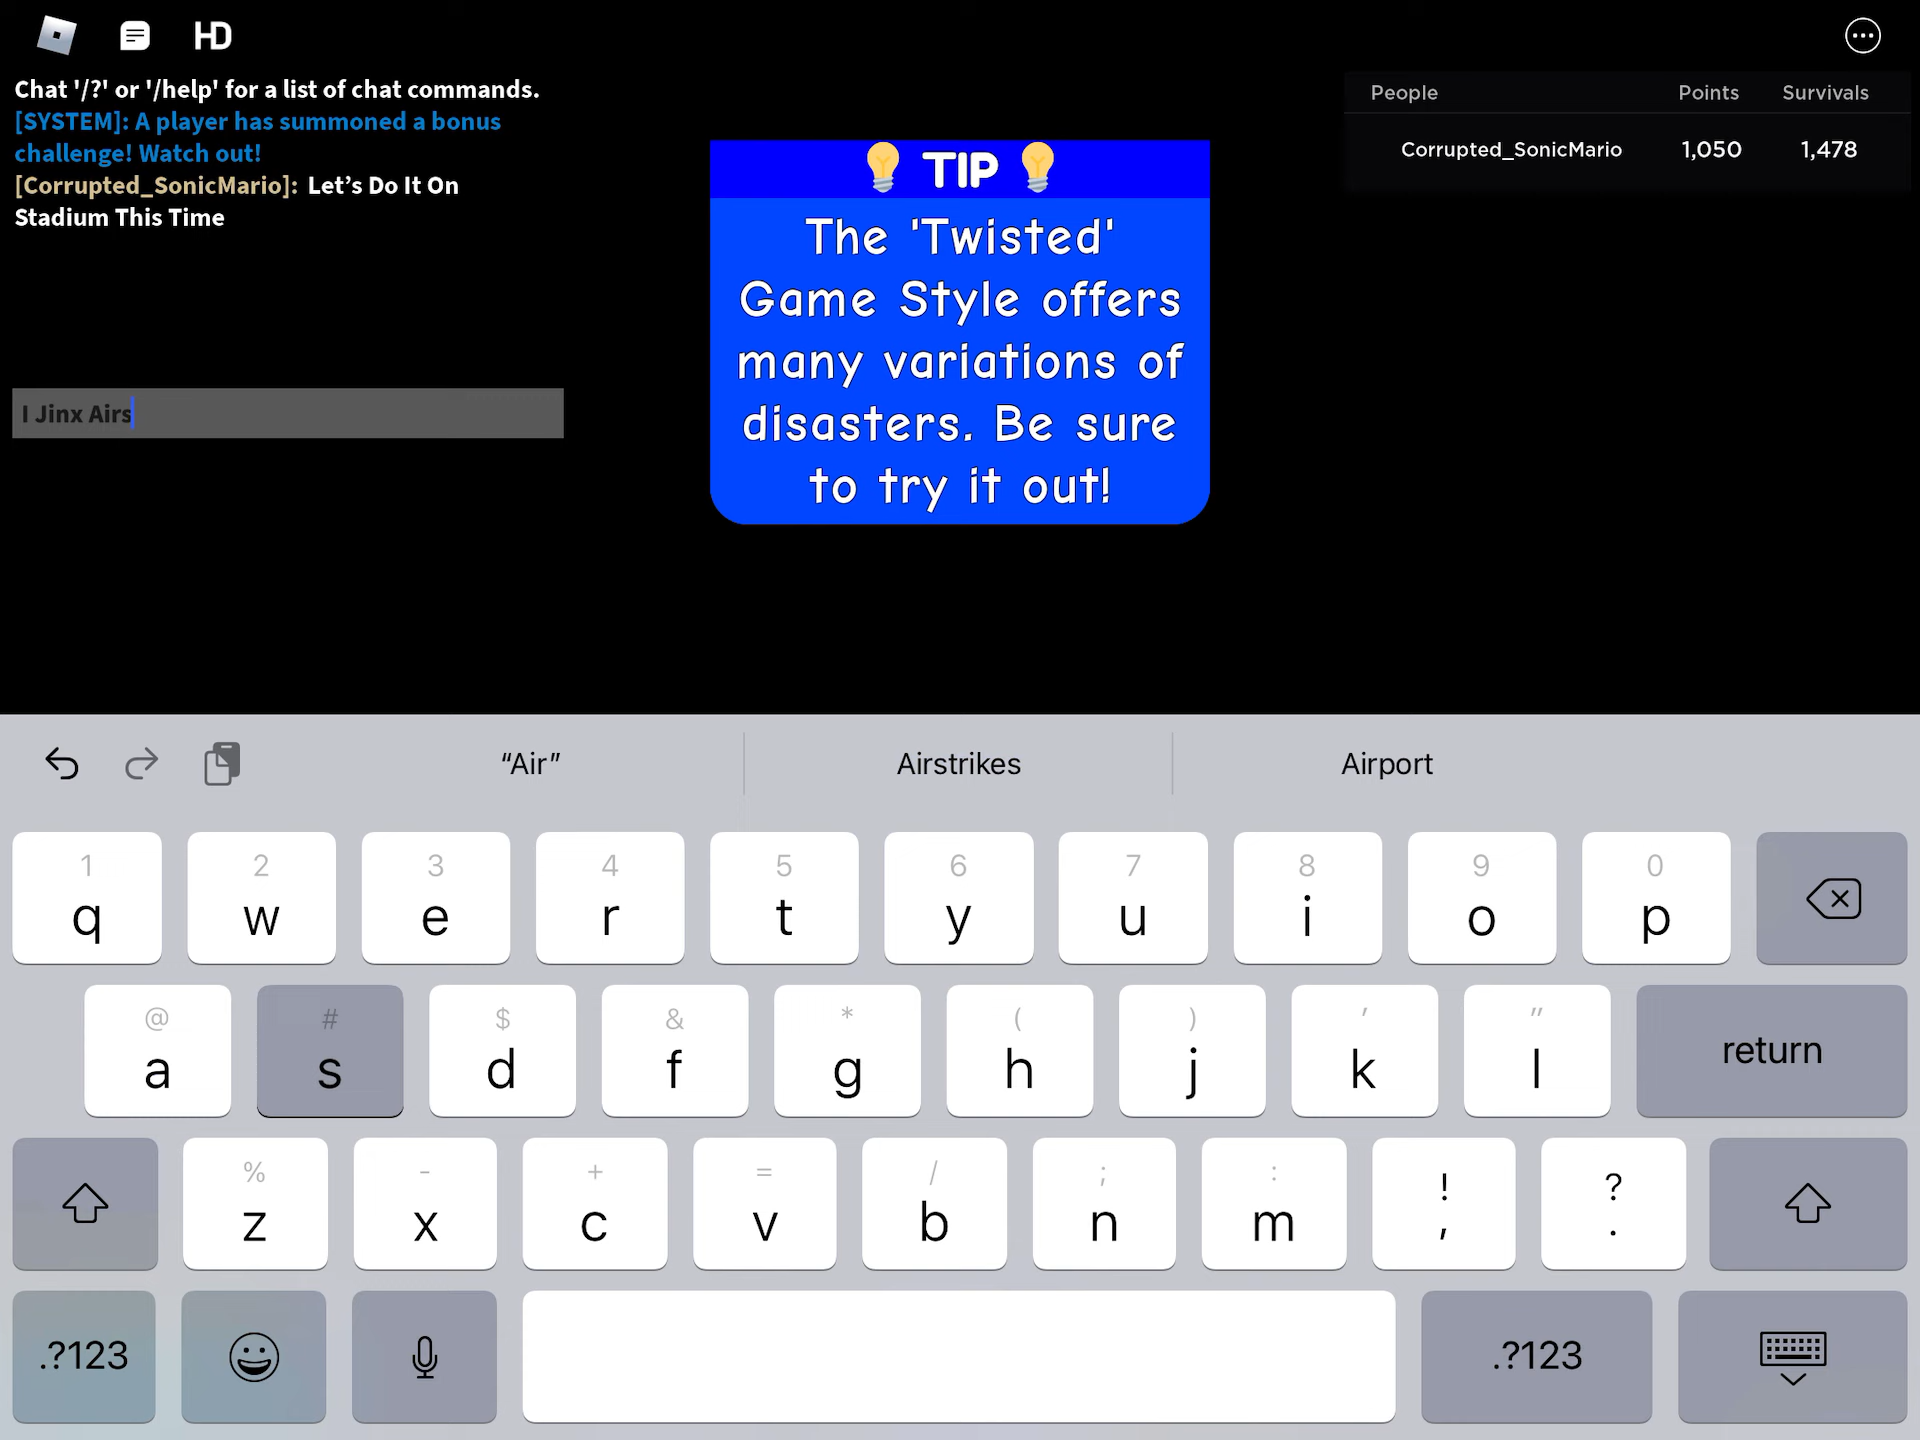 HD
Chat '/?' or '/help' for a list of chat commands.
[SYSTEM]: A player has summoned a bonus
challenge! Watch out!
[Corrupted_SonicMario]: Let’s Do It On
Stadium This Time
I Jinx Airs
TIP
The 'Twisted'
Game Style offers
many variations of
disasters. Be sure
to try it out!
People Points Survivals
Corrupted_SonicMario 1,050 1,478
“Air” Airstrikes Airport
1 2 3 4 5 6 7 8 9 0
q w e r t y u i o p
@ # $ & * ( ) ' "
a s d f g h j k l return
% - + = / ; : ! ?
z x c v b n m , .
.?123 .?123